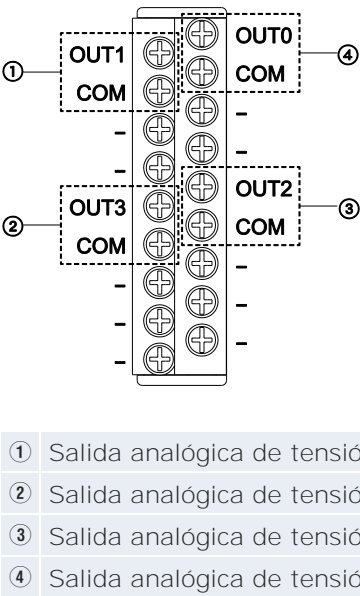 OUT1
COM
-
-
OUT3
COM
-
-
-
OUT0
COM
-
-
OUT2
COM
-
-
-
①
②
③
④
① Salida analógica de tensió
② Salida analógica de tensió
③ Salida analógica de tensió
④ Salida analógica de tensió